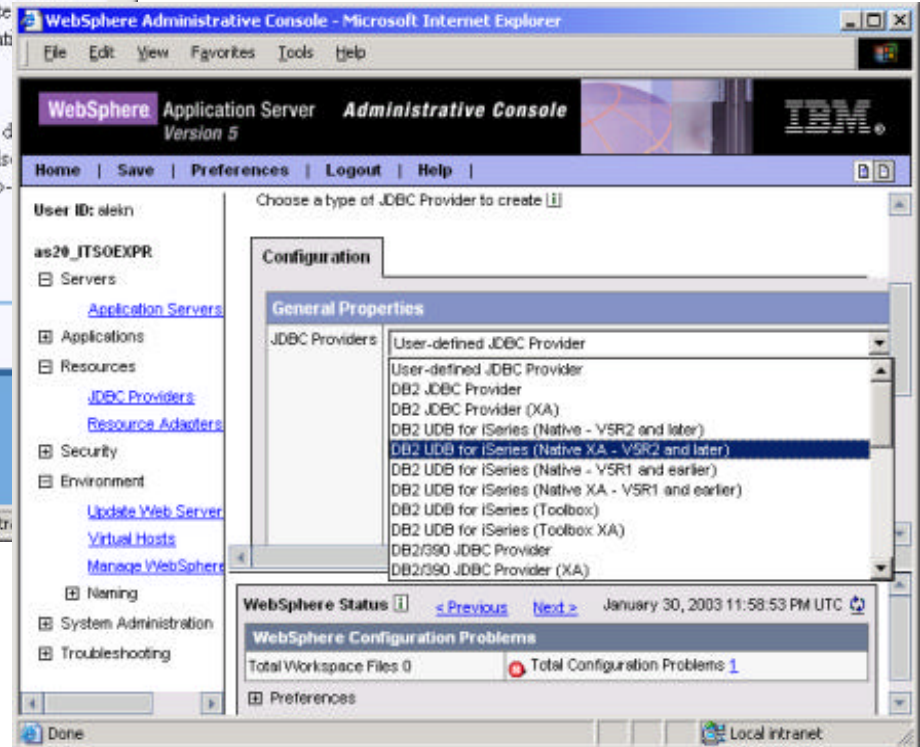 WebSphere Administrative Console - Microsoft Internet Explorer
File Edit View Favorites Tools Help
WebSphere Application Server Administrative Console
Version 5
IBM.
Home | Save | Preferences | Logout | Help |
User ID: alekn
as20_ITSOEXPR
Servers
Application Servers
Applications
Resources
JDBC Providers
Resource Adapters
Security
Environment
Update Web Server
Virtual Hosts
Manage WebSphere
Naming
System Administration
Troubleshooting
Choose a type of JDBC Provider to create
Configuration
General Properties
JDBC Providers
User-defined JDBC Provider
User-defined JDBC Provider
DB2 JDBC Provider
DB2 JDBC Provider (XA)
DB2 UDB for iSeries (Native - V5R2 and later)
DB2 UDB for iSeries (Native XA - V5R2 and later)
DB2 UDB for iSeries (Native - V5R1 and earlier)
DB2 UDB for iSeries (Native XA - V5R1 and earlier)
DB2 UDB for iSeries (Toolbox)
DB2 UDB for iSeries (Toolbox XA)
DB2/390 JDBC Provider
DB2/390 JDBC Provider (XA)
WebSphere Status < Previous Next > January 30, 2003 11:58:53 PM UTC
WebSphere Configuration Problems
Total Workspace Files 0
Total Configuration Problems 1
Preferences
Done
Local intranet